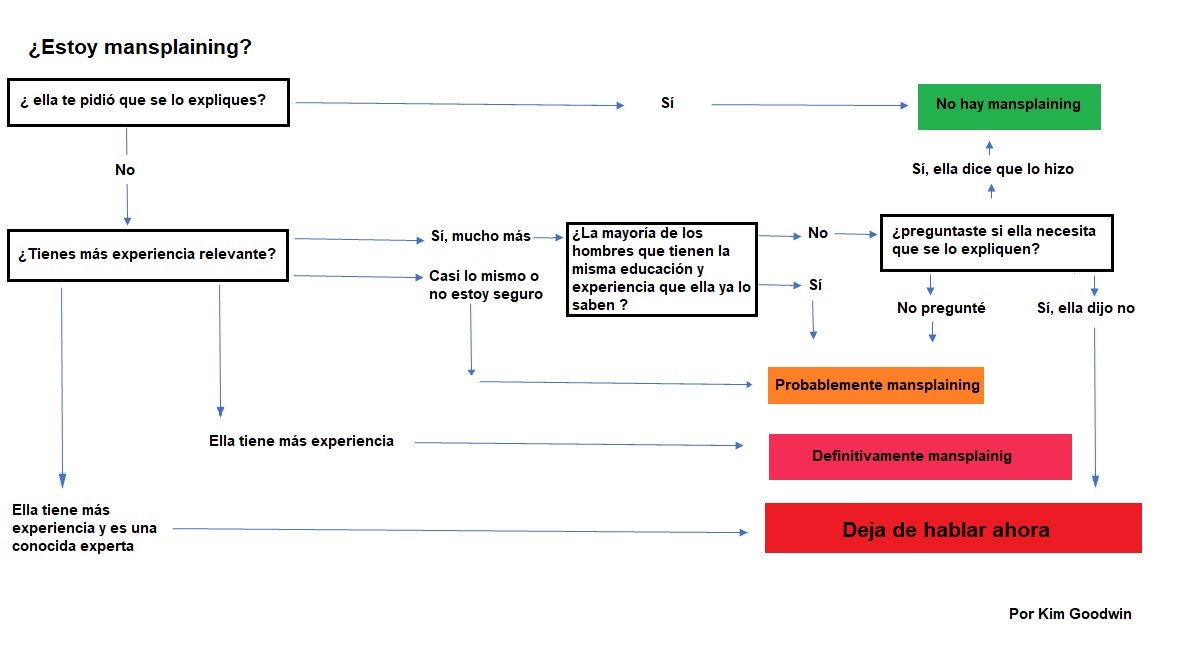 ¿Estoy mansplaining?
¿ ella te pidió que se lo expliques?
Sí
No hay mansplaining
No
Sí, ella dice que lo hizo
¿Tienes más experiencia relevante?
Sí, mucho más
Casi lo mismo o
no estoy seguro
¿La mayoría de los
hombres que tienen la
misma educación y
experiencia que ella ya lo
saben ?
No
Sí
¿preguntaste si ella necesita
que se lo expliquen?
No pregunté
Sí, ella dijo no
Probablemente mansplaining
Ella tiene más experiencia
Definitivamente mansplainig
Ella tiene más
experiencia y es una
conocida experta
Deja de hablar ahora
Por Kim Goodwin